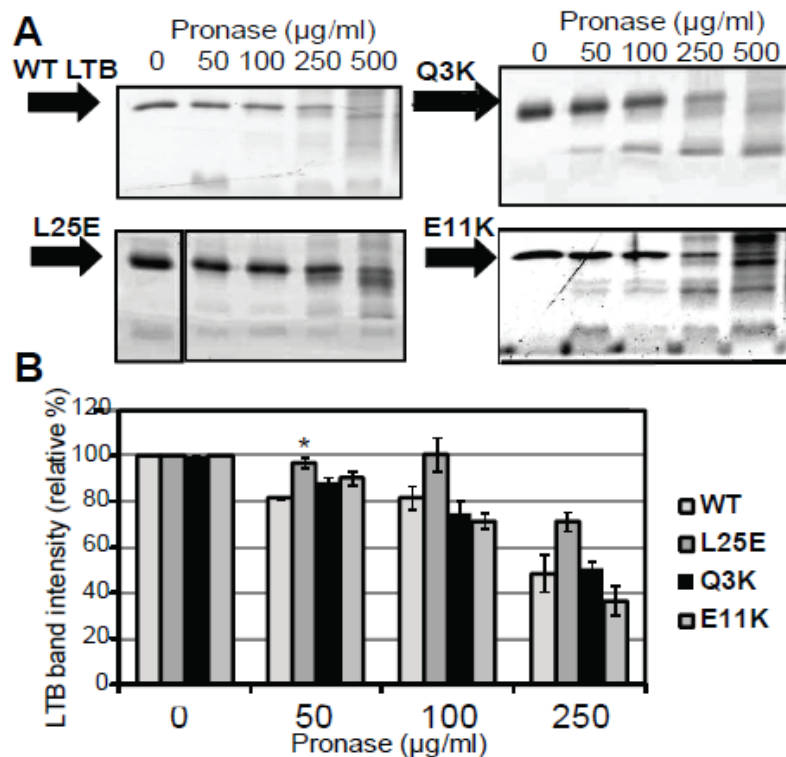 A
Pronase (µg/ml)
0 50 100 250 500
WT LTB
Pronase (µg/ml)
0 50 100 250 500
Q3K
L25E
E11K
B
LTB band intensity (relative %)
120
100
80
60
40
20
0
*
0 50 100 250
Pronase (µg/ml)
WT
L25E
Q3K
E11K